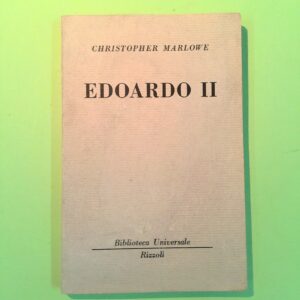 CHRISTOPHER MARLOWE
EDOARDO II
Biblioteca Universale
Rizzoli